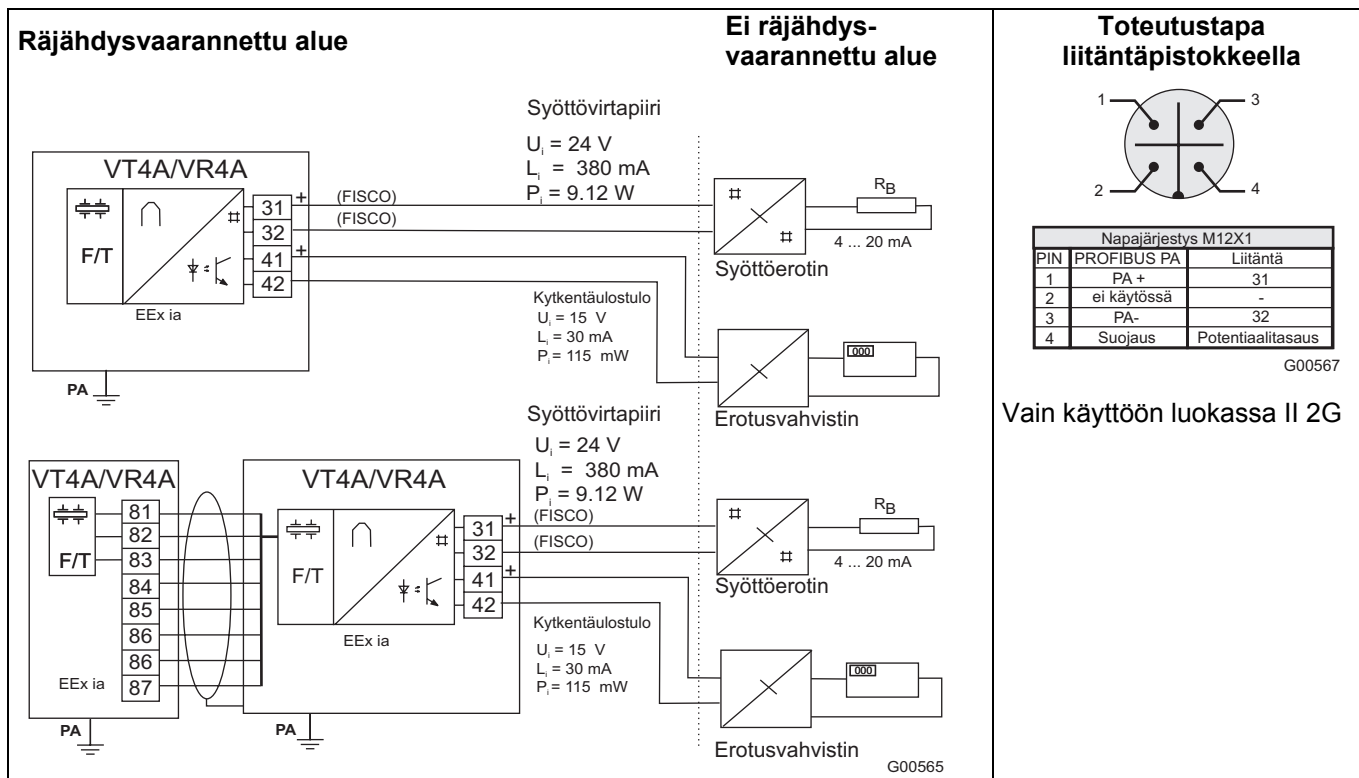 Räjähdysvaarannettu alue
Ei räjähdys-
vaarannettu alue
Syöttövirtapiiri
Uᵢ = 24 V
Lᵢ = 380 mA
Pᵢ = 9.12 W
VT4A/VR4A
F/T
31
32
41
42
+
+
(FISCO)
(FISCO)
EEx ia
PA
Kytkentäulostulo
Uᵢ = 15 V
Lᵢ = 30 mA
Pᵢ = 115 mW
RB
4 ... 20 mA
Syöttöerotin
000
Erotusvahvistin
Syöttövirtapiiri
Uᵢ = 24 V
Lᵢ = 380 mA
Pᵢ = 9.12 W
VT4A/VR4A
F/T
81
82
83
84
85
86
86
87
EEx ia
PA
VT4A/VR4A
F/T
31
32
41
42
+
+
(FISCO)
(FISCO)
EEx ia
PA
Kytkentäulostulo
Uᵢ = 15 V
Lᵢ = 30 mA
Pᵢ = 115 mW
RB
4 ... 20 mA
Syöttöerotin
000
Erotusvahvistin
G00565
Toteutustapa
liitäntäpistokkeella
1
3
2
4
Napajärjestys M12X1
PIN PROFIBUS PA Liitäntä
1 PA + 31
2 ei käytössä -
3 PA- 32
4 Suojaus Potentiaalitasaus
G00567
Vain käyttöön luokassa II 2G